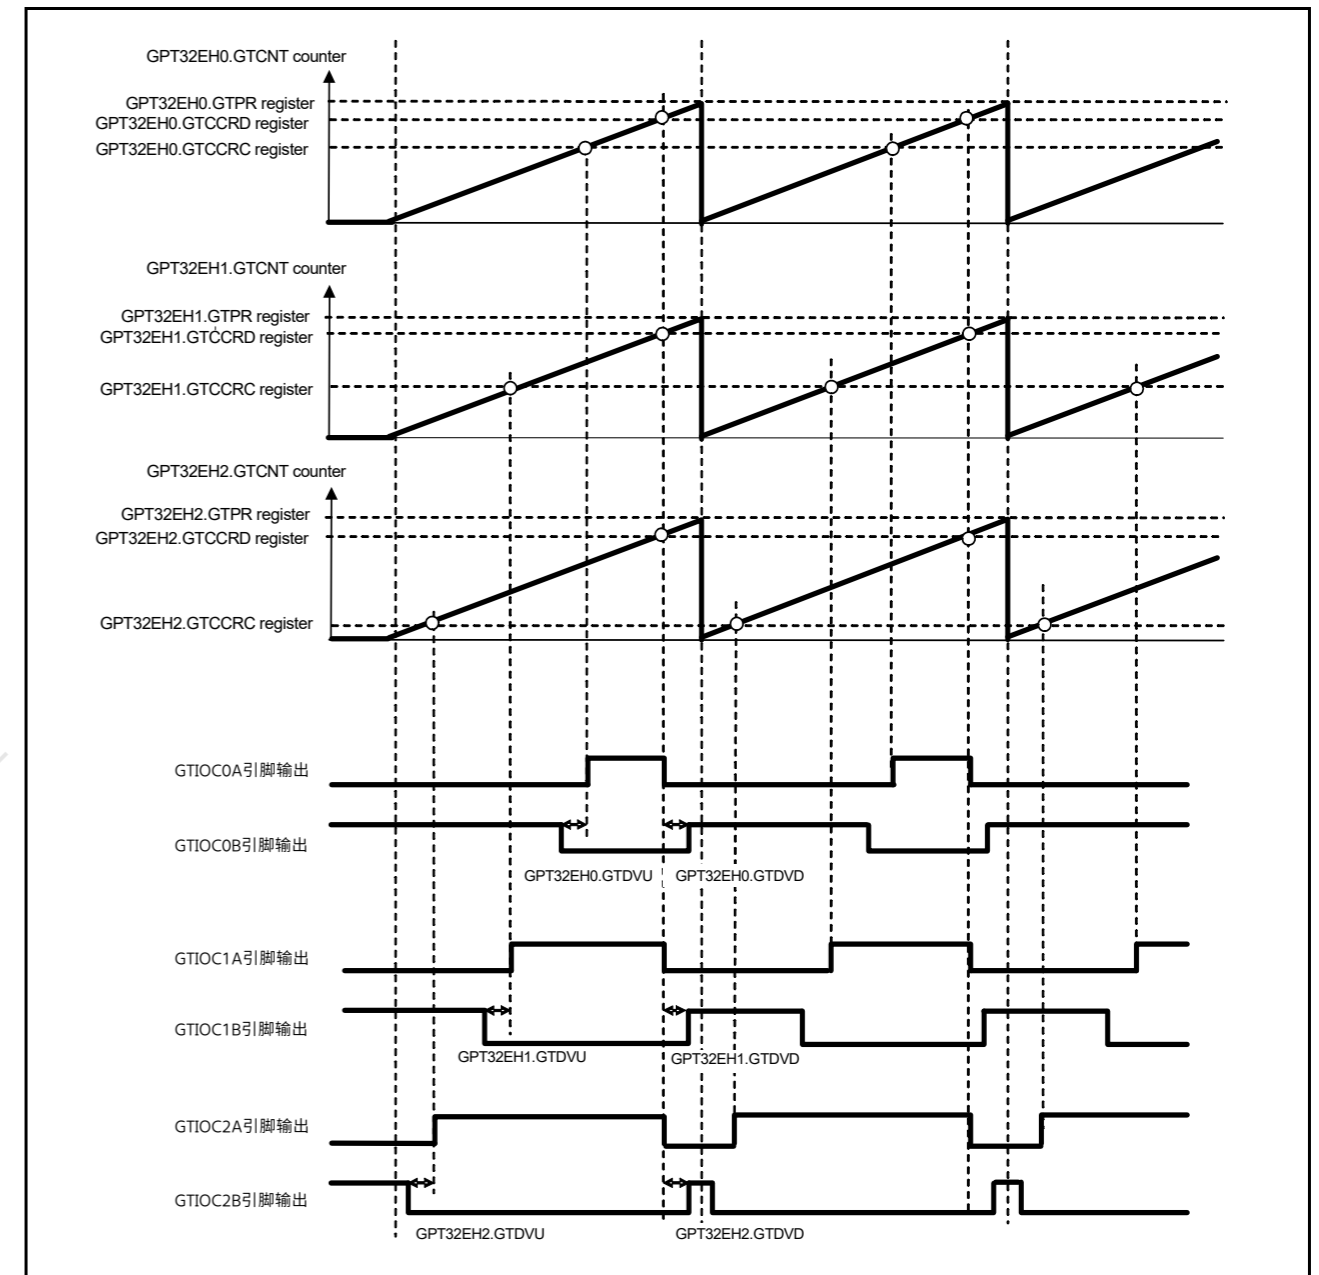 GPT32EH0.GTCNT counter
GPT32EH0.GTPR register
GPT32EH0.GTCCRD register
GPT32EH0.GTCCRC register
GPT32EH1.GTCNT counter
GPT32EH1.GTPR register
GPT32EH1.GTCCRD register
GPT32EH1.GTCCRC register
GPT32EH2.GTCNT counter
GPT32EH2.GTPR register
GPT32EH2.GTCCRD register
GPT32EH2.GTCCRC register
GTIOC0A引脚输出
GTIOC0B引脚输出
GPT32EH0.GTDVU GPT32EH0.GTDVD
GTIOC1A引脚输出
GTIOC1B引脚输出
GPT32EH1.GTDVU GPT32EH1.GTDVD
GTIOC2A引脚输出
GTIOC2B引脚输出
GPT32EH2.GTDVU GPT32EH2.GTDVD